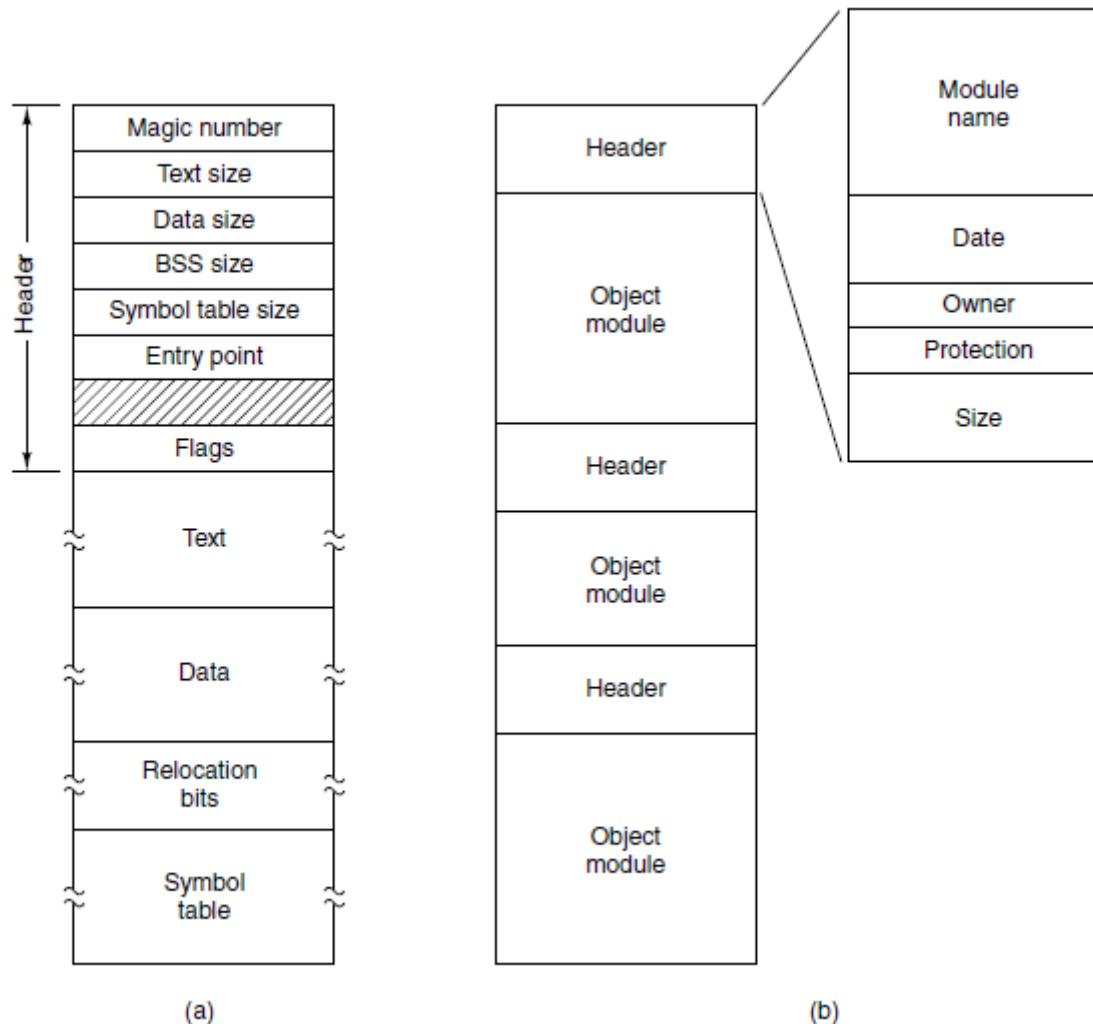 Header
Magic number
Text size
Data size
BSS size
Symbol table size
Entry point
Flags
Text
Data
Relocation
bits
Symbol
table
(a)
Header
Object
module
Header
Object
module
Header
Object
module
Module
name
Date
Owner
Protection
Size
(b)